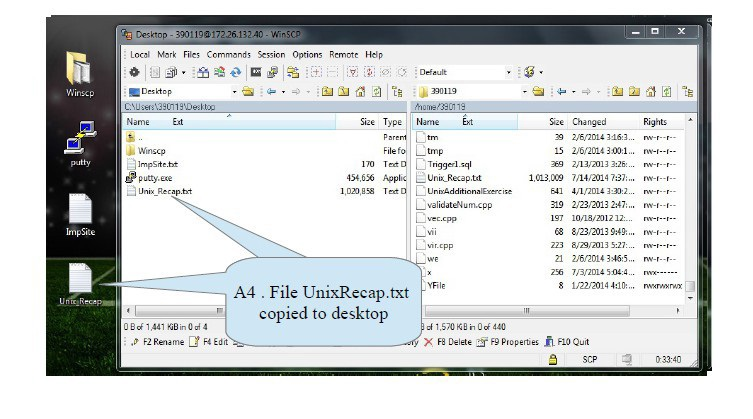 Desktop - 390119@172.26.132.40 - WinSCP
Local Mark Files Commands Session Options Remote Help
Default
Desktop
390119
C:\Users\390119\Desktop
/home/390119
Name Ext Size Type
Name Ext Size Changed Rights
.. Parent
Winscp File fo
ImpSite.txt 170 Text D
putty.exe 454,656 Applic
Unix_Recap.txt 1,020,858 Text D
tm 39 2/6/2014 3:16:3... rw-r--r--
tmp 15 2/6/2014 3:00:1... rw-r--r--
Trigger1.sql 369 2/13/2013 3:26:... rw-r--r--
Unix_Recap.txt 1,013,009 7/14/2014 7:37:... rw-r--r--
UnixAdditionalExercise 641 4/1/2014 3:30:2... rw-r--r--
validateNum.cpp 319 2/23/2013 2:47:... rw-r--r--
vec.cpp 197 10/18/2012 12:... rw-r--r--
vii 68 8/23/2013 9:49:... rw-r--r--
vir.cpp 223 8/29/2013 5:27:... rw-r--r--
we 21 2/6/2014 3:46:5... rw-r--r--
x 256 7/3/2014 5:04:4... rwx------
YFile 8 1/22/2014 4:10:... rwxrwxrwx
0 B of 1,441 KiB in 0 of 4
B of 1,570 KiB in 0 of 440
F2 Rename F4 Edit
ry F8 Delete F9 Properties F10 Quit
SCP 0:33:40
Winscp
putty
ImpSite
Unix_Recap
A4 . File UnixRecap.txt
copied to desktop